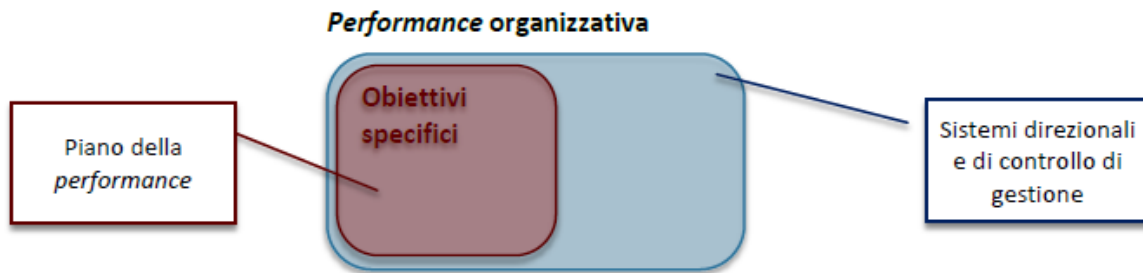 Performance organizzativa
Obiettivi
specifici
Piano della
performance
Sistemi direzionali
e di controllo di
gestione